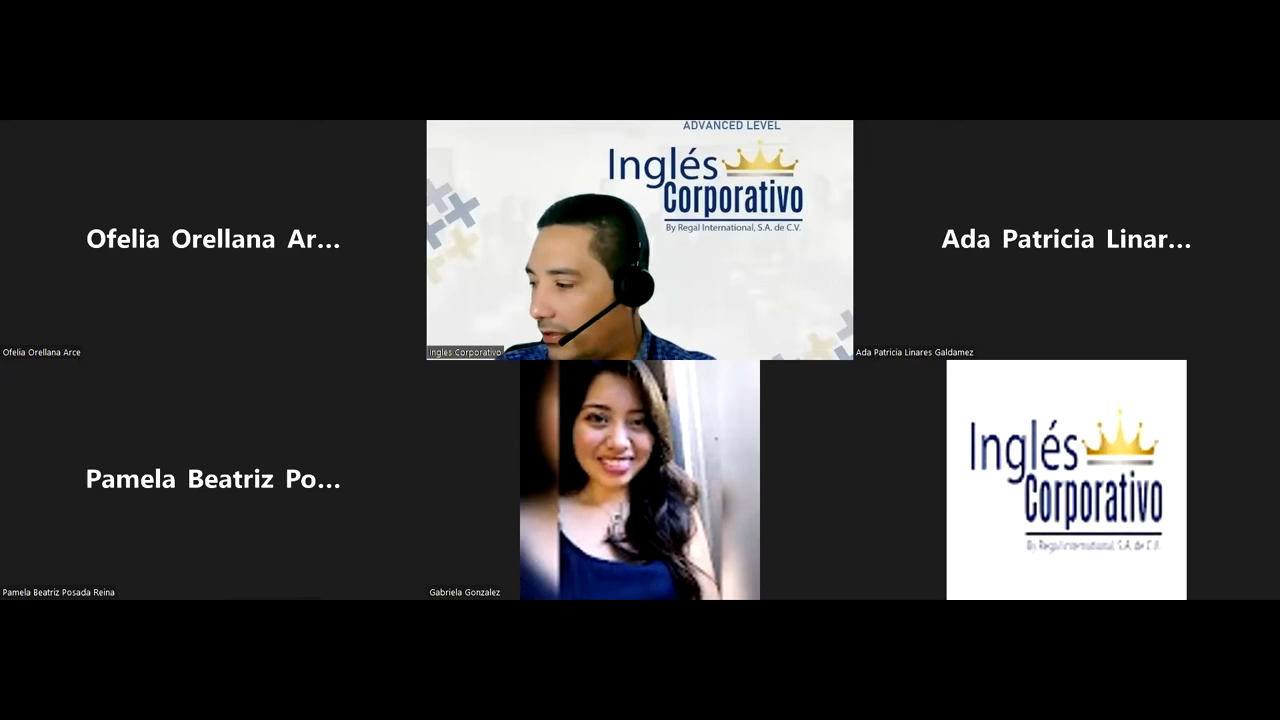 Ofelia Orellana Ar...
Ofelia Orellana Arce
ADVANCED LEVEL
Inglés
Corporativo
By Regal International, S.A. de C.V.
Inglés Corporativo
Ada Patricia Linar...
Ada Patricia Linares Galdamez
Pamela Beatriz Po...
Pamela Beatriz Posada Reina
Gabriela Gonzalez
Inglés
Corporativo
By Regal International, S.A. de C.V.